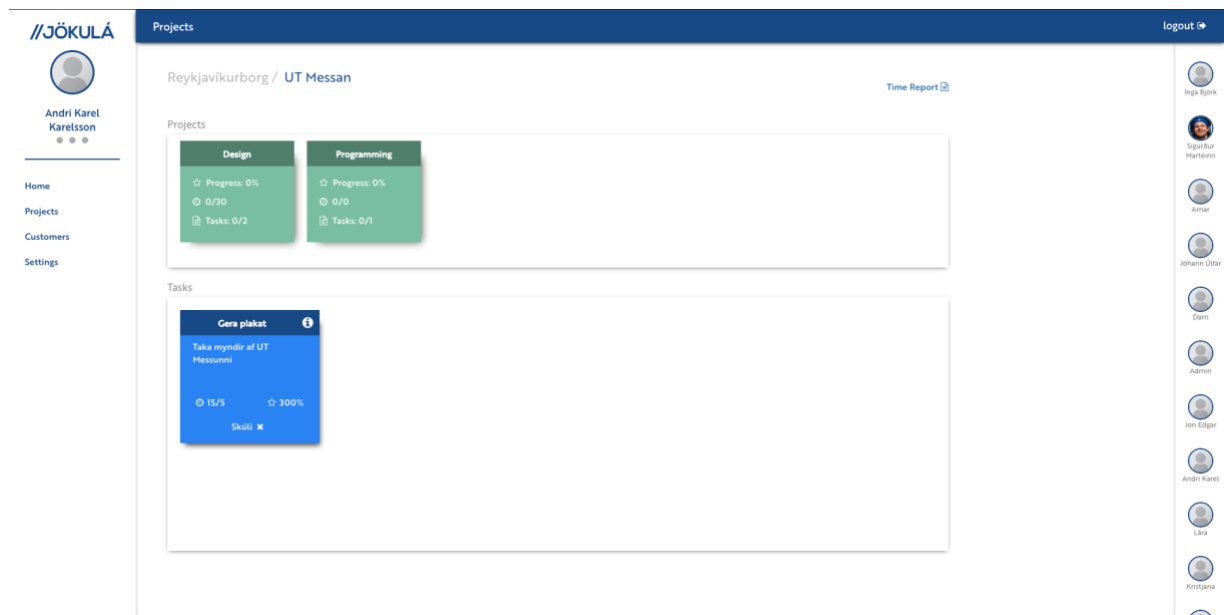 //JÖKULÁ
Andri Karel
Karelsson
Home
Projects
Customers
Settings
Projects
logout
Reykjavíkurborg / UT Messan
Time Report
Projects
Design
Progress: 0%
0/30
Tasks: 0/2
Programming
Progress: 0%
0/0
Tasks: 0/1
Tasks
Gera plakat
Taka myndir af UT
Messunni
15/5
300%
Skúli ✖
Inga Björk
Sigurður
Marteinn
Arnar
Jóhann Úlfar
Darri
Admin
Jon Edgar
Andri Karel
Lára
Kristjana